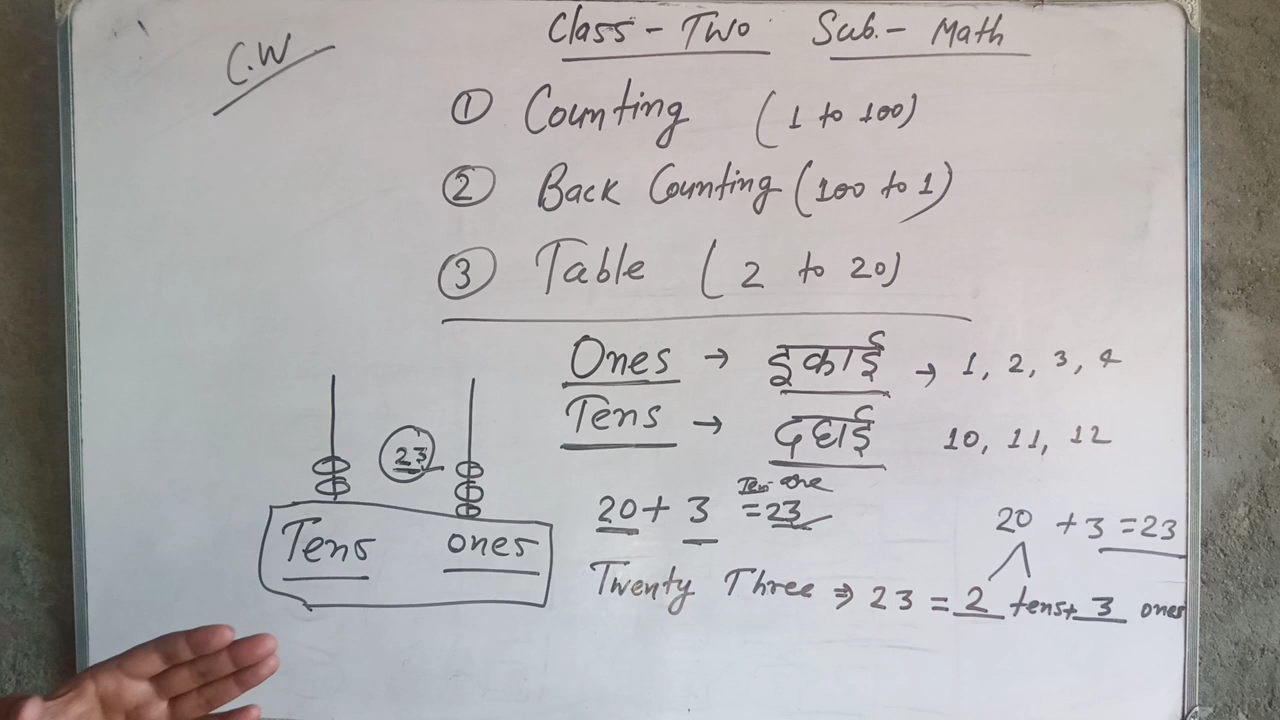 C.W
Class - Two Sub. - Math
① Counting (1 to 100)
② Back Counting (100 to 1)
③ Table (2 to 20)
Ones → इकाई → 1, 2, 3, 4
Tens → दहाई 10, 11, 12
23
Tens ones
Ten one
20 + 3 = 23
20 + 3 = 23
Twenty Three ⇒ 23 = 2 tens + 3 ones